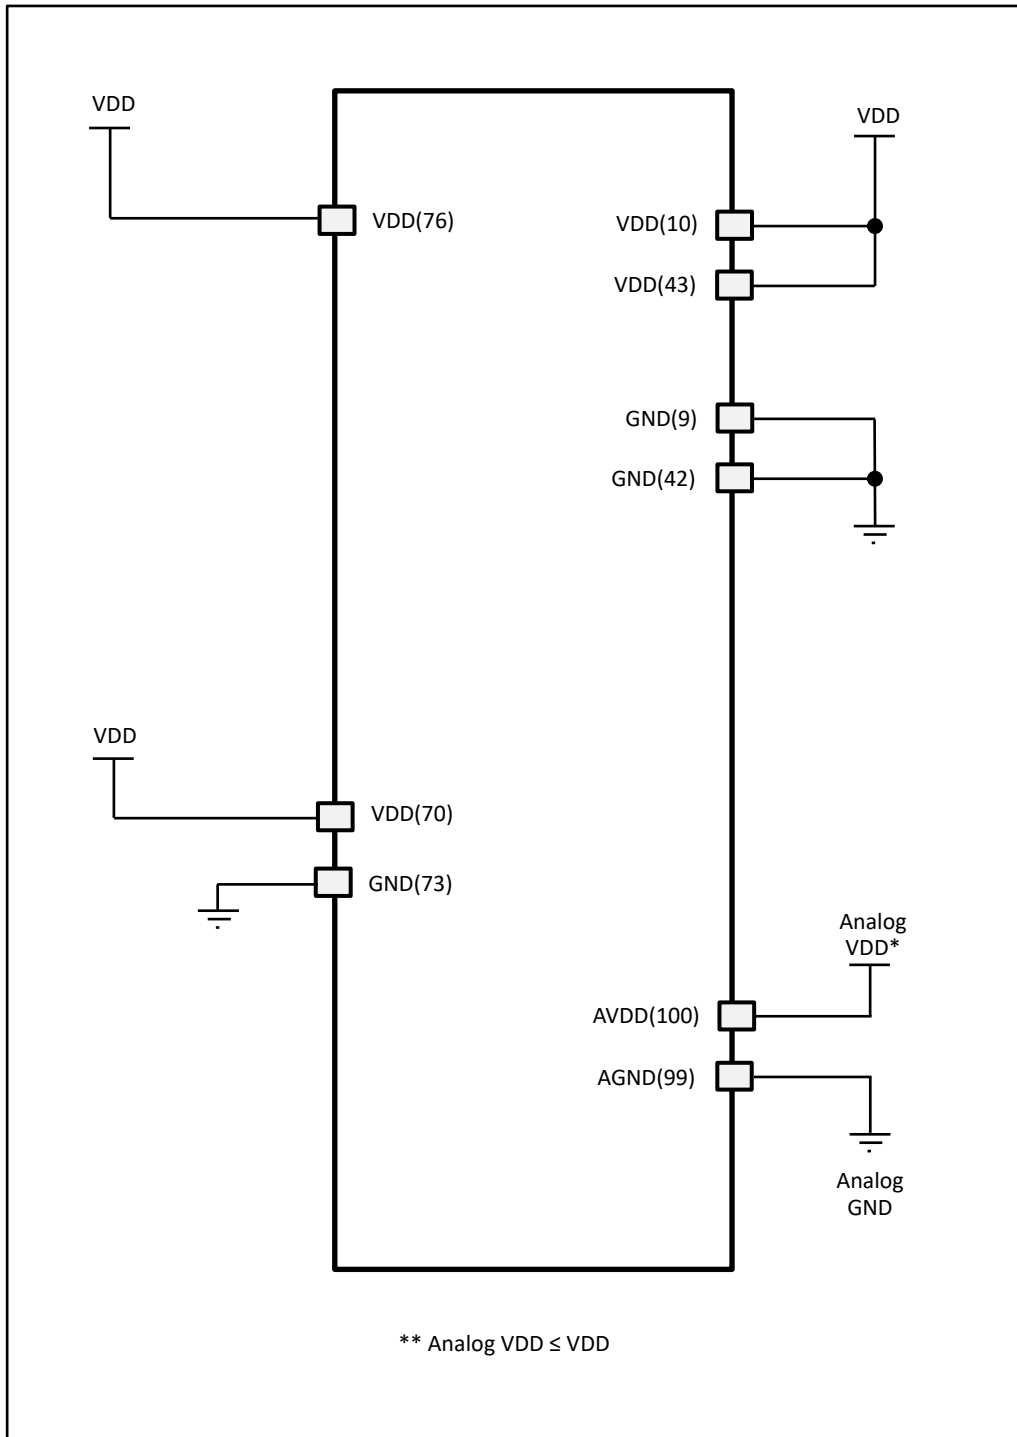 VDD
VDD
VDD(76)
VDD(10)
VDD(43)
GND(9)
GND(42)
VDD
VDD(70)
GND(73)
Analog
VDD*
AVDD(100)
AGND(99)
Analog
GND
** Analog VDD ≤ VDD